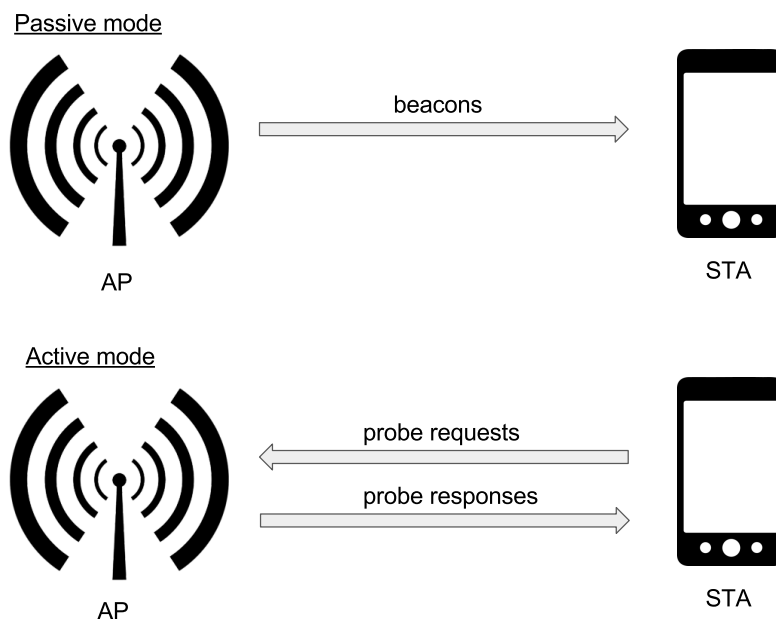 Passive mode
beacons
AP
STA
Active mode
probe requests
probe responses
AP
STA